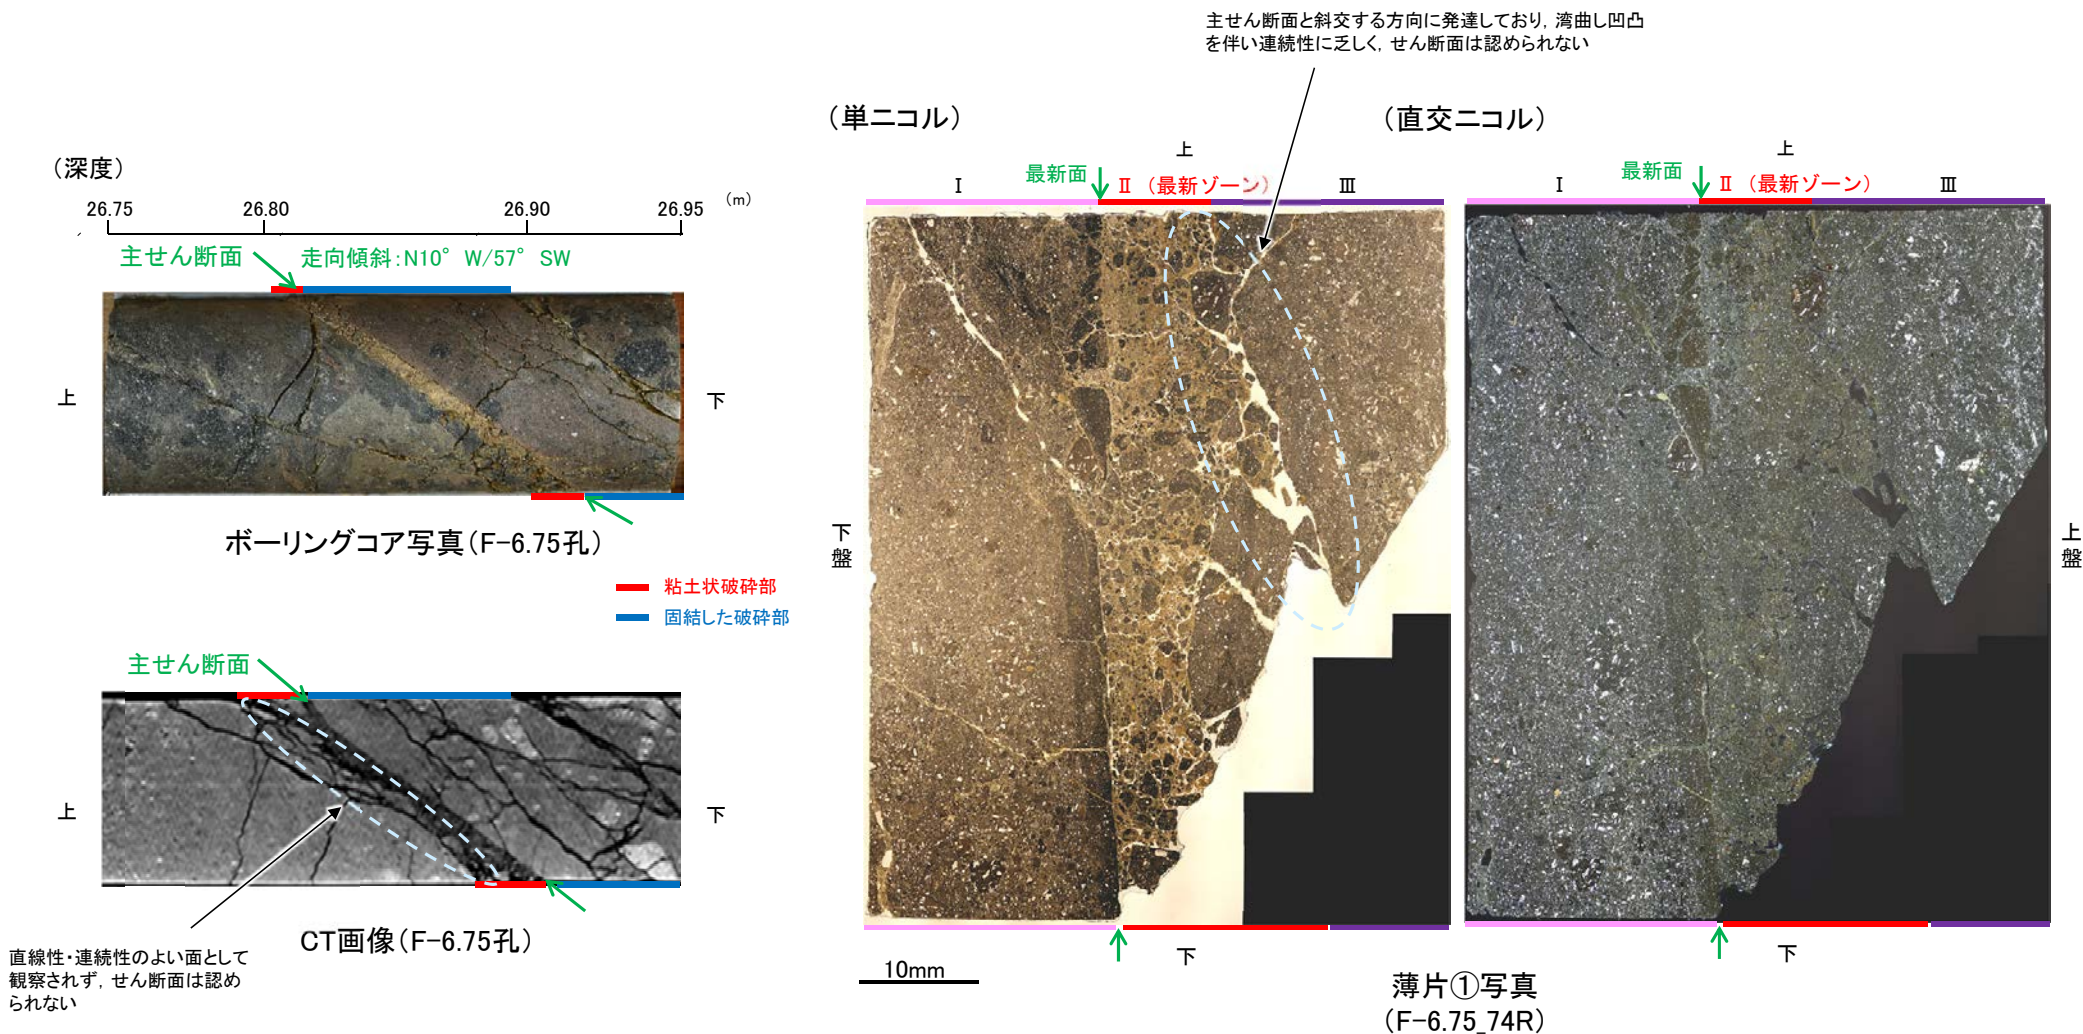 主せん断面と斜交する方向に発達しており, 湾曲し凹凸
を伴い連続性に乏しく, せん断面は認められない
(単ニコル)
(直交ニコル)
(深度)
26.75 26.80 26.90 26.95 (m)
主せん断面
走向傾斜:N10° W/57° SW
上
下
ボーリングコア写真(F-6.75孔)
粘土状破砕部
固結した破砕部
主せん断面
上
下
CT画像(F-6.75孔)
直線性・連続性のよい面として
観察されず, せん断面は認め
られない
上
最新面
Ⅰ
Ⅱ (最新ゾーン)
Ⅲ
下
盤
下
10mm
上
最新面
Ⅰ
Ⅱ (最新ゾーン)
Ⅲ
上
盤
下
薄片①写真
(F-6.75_74R)